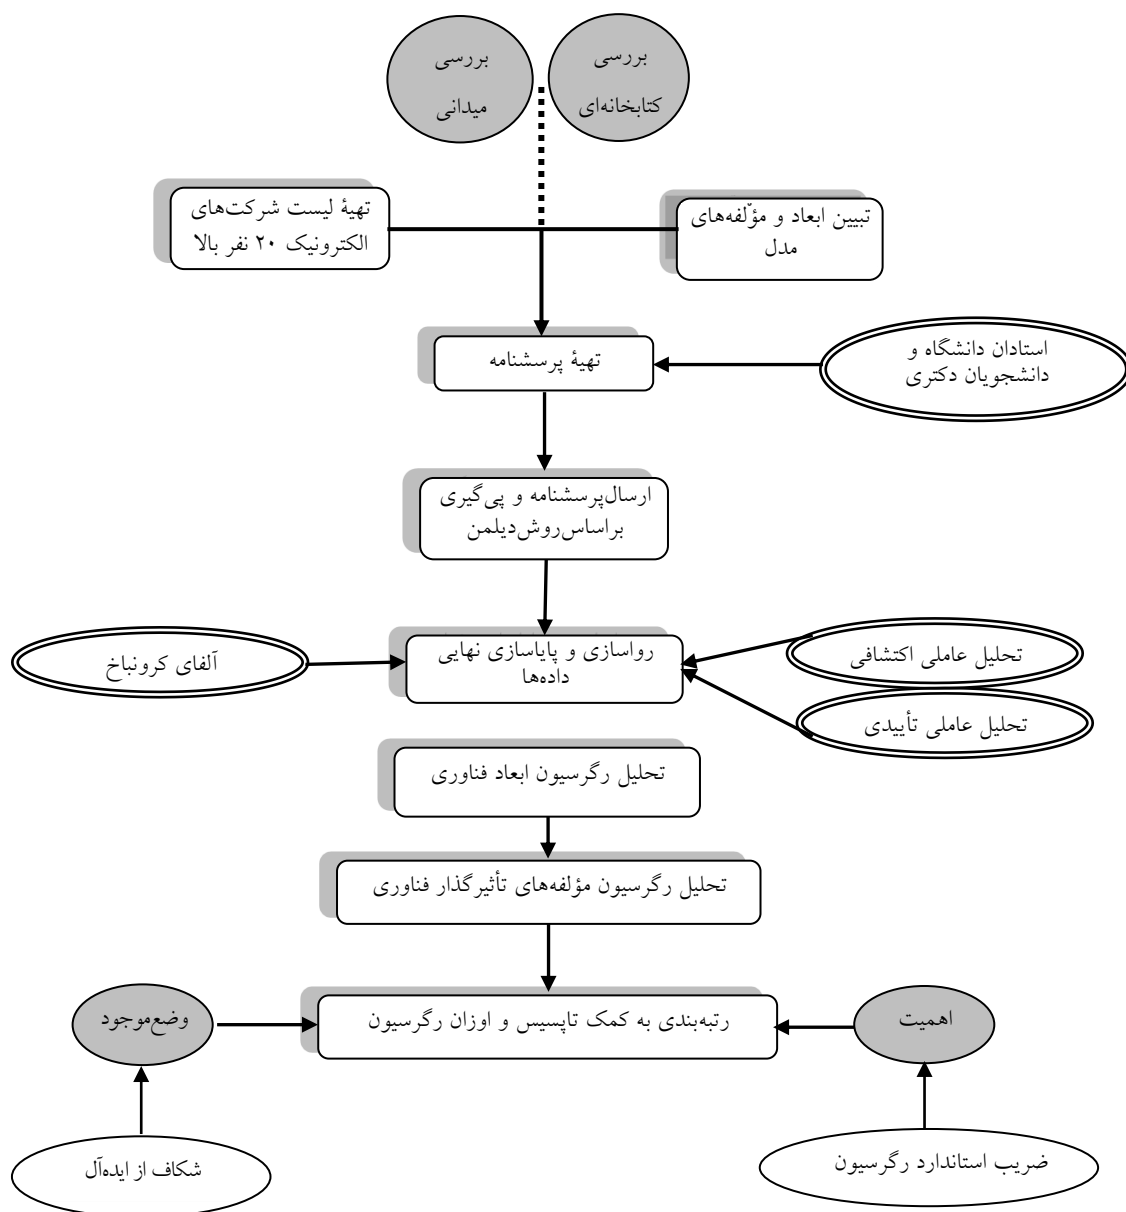 بررسی
کتابخانه‌ای
بررسی
میدانی
تبیین ابعاد و مؤلّفه‌های
مدل
تهیهٔ لیست شرکت‌های
الکترونیک ۲۰ نفر بالا
تهیهٔ پرسشنامه
استادان دانشگاه و
دانشجویان دکتری
ارسال‌پرسشنامه و پی‌گیری
براساس‌روش‌دیلمن
تحلیل عاملی اکتشافی
رواسازی و پایاسازی نهایی
داده‌ها
آلفای کرونباخ
تحلیل عاملی تأییدی
تحلیل رگرسیون ابعاد فناوری
تحلیل رگرسیون مؤلفه‌های تأثیرگذار فناوری
اهمیت
رتبه‌بندی به کمک تاپسیس و اوزان رگرسیون
وضع‌موجود
ضریب استاندارد رگرسیون
شکاف از ایده‌آل